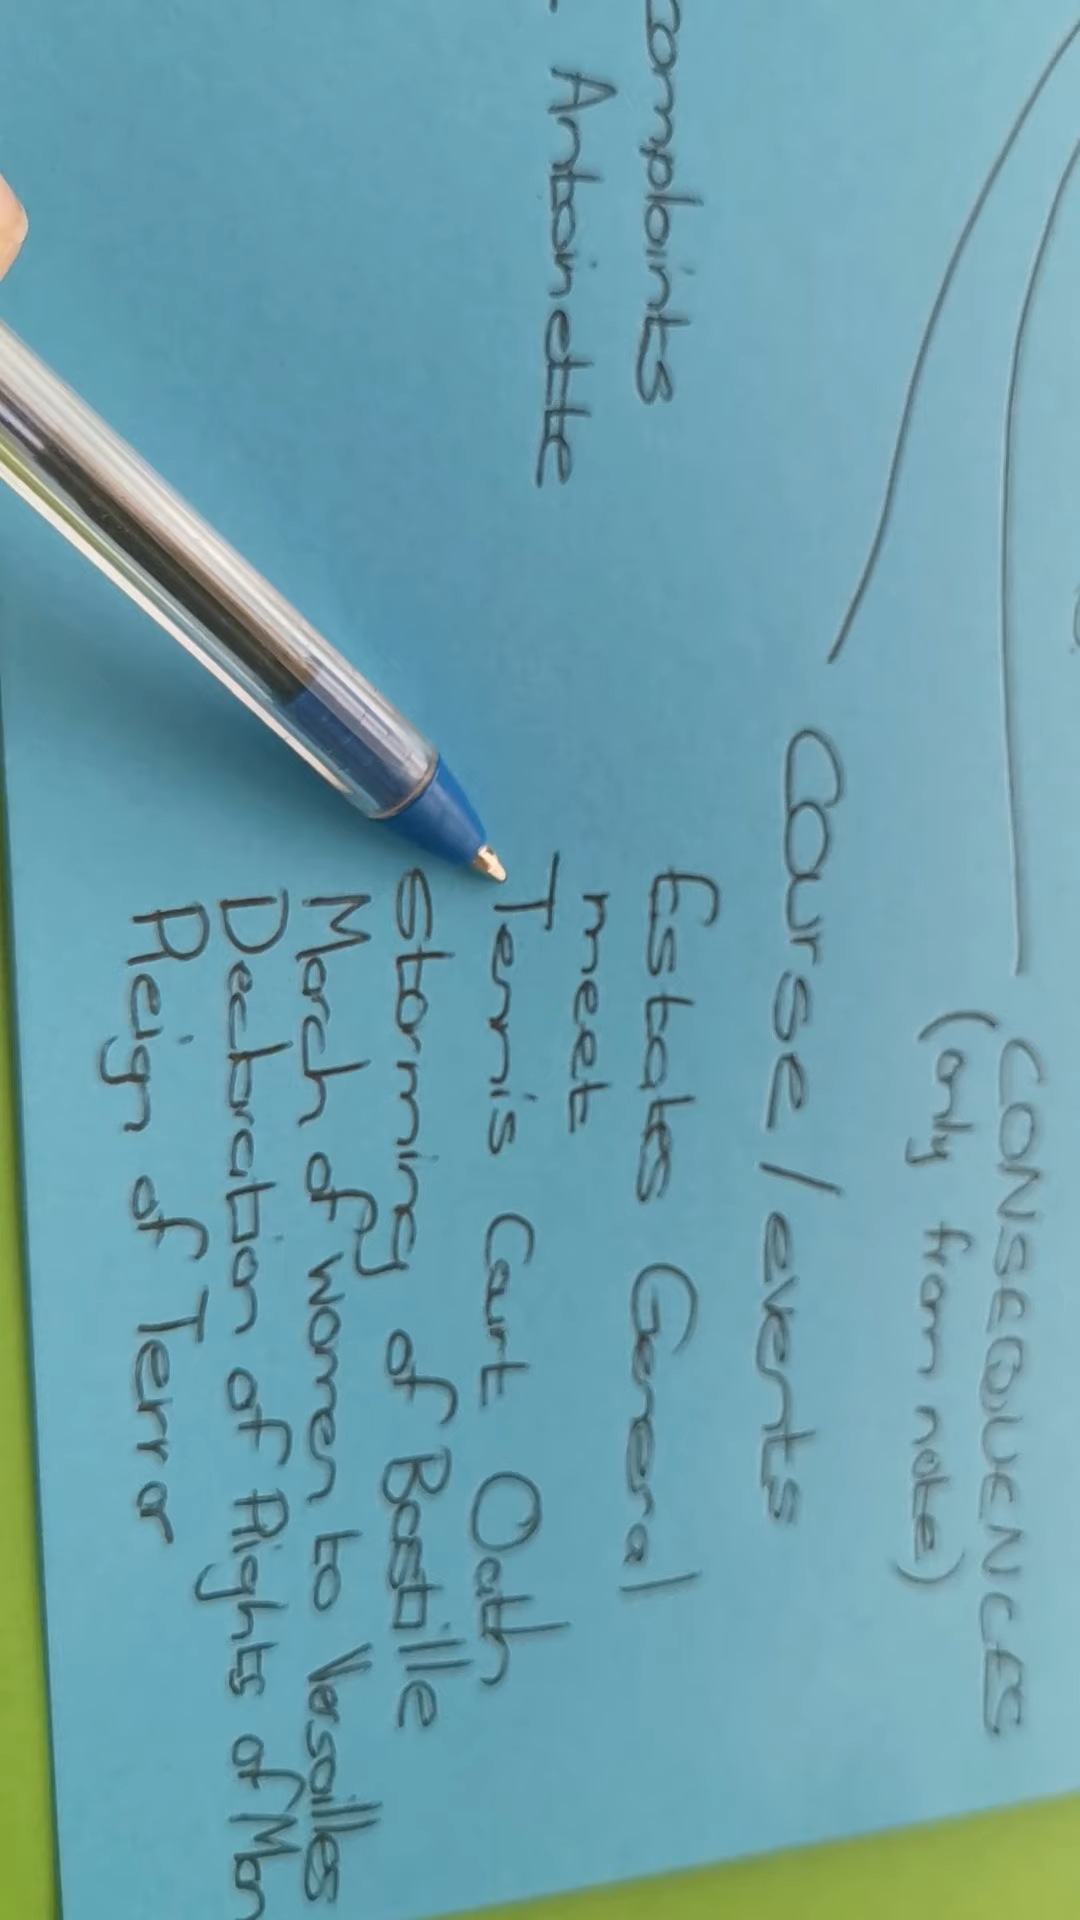 complaints
Antoinette
CONSEQUENCES
(only from note)
Course / events
Estates General
meet
Tennis Court Oath
Storming of Bastille
March of women to Versailles
Declaration of Rights of Man
Reign of Terror